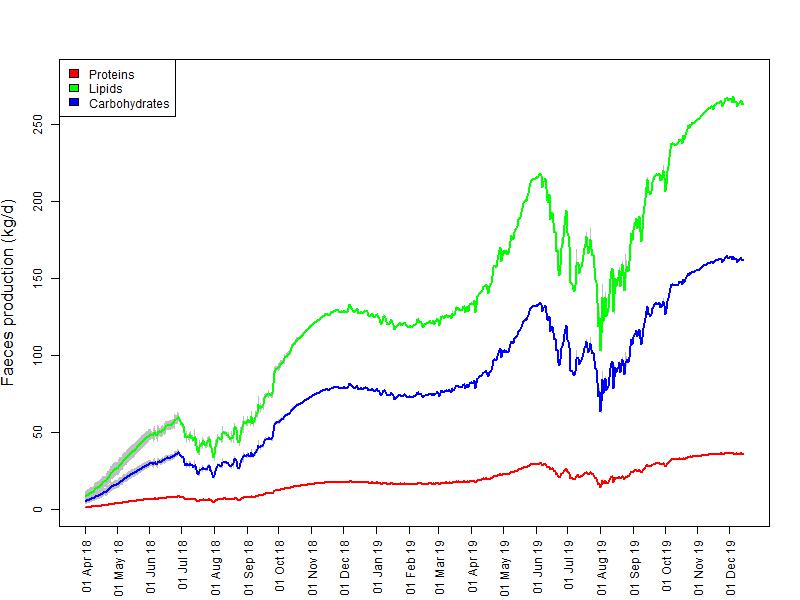 Proteins
Lipids
Carbohydrates
Faeces production (kg/d)
250
200
150
100
50
0
01 Apr 18
01 May 18
01 Jun 18
01 Jul 18
01 Aug 18
01 Sep 18
01 Oct 18
01 Nov 18
01 Dec 18
01 Jan 19
01 Feb 19
01 Mar 19
01 Apr 19
01 May 19
01 Jun 19
01 Jul 19
01 Aug 19
01 Sep 19
01 Oct 19
01 Nov 19
01 Dec 19